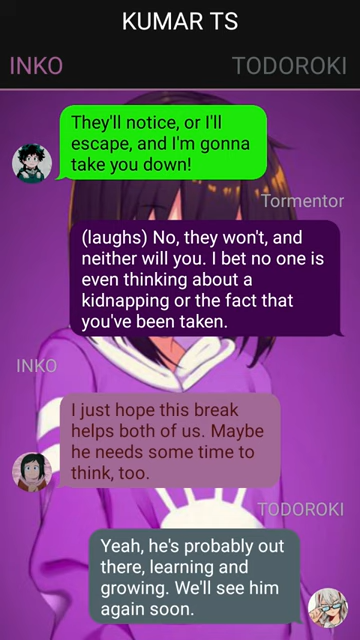 KUMAR TS
INKO
TODOROKI
They'll notice, or I'll
escape, and I'm gonna
take you down!
Tormentor
(laughs) No, they won't, and
neither will you. I bet no one is
even thinking about a
kidnapping or the fact that
you've been taken.
INKO
I just hope this break
helps both of us. Maybe
he needs some time to
think, too.
TODOROKI
Yeah, he's probably out
there, learning and
growing. We'll see him
again soon.